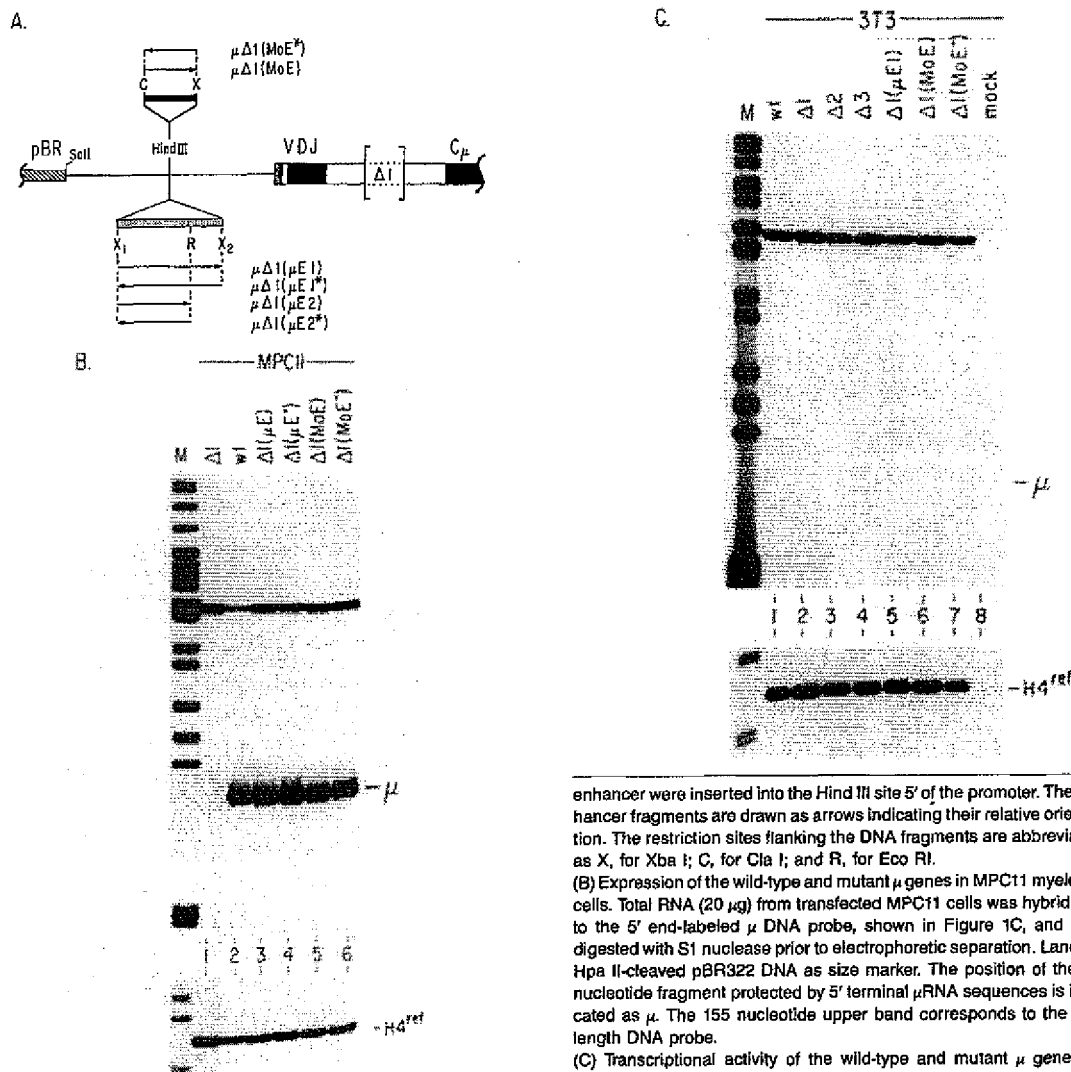 A.
μΔ1(MoE*)
μΔ1(MoE)
C X
pBR SalI HindIII VDJ Δ1 Cμ
X1 R X2
μΔ1(μE1)
μΔ1(μE1*)
μΔ1(μE2)
μΔ1(μE2*)
B.
MPC11
M Δ1 wt Δ1(μE) Δ1(μE*) Δ1(MoE) Δ1(MoE*)
-μ
1 2 3 4 5 6
-H4ref
C.
3T3
M wt Δ1 Δ2 Δ3 Δ1(μE1) Δ1(MoE) Δ1(MoE*) mock
-μ
1 2 3 4 5 6 7 8
-H4ref
enhancer were inserted into the Hind III site 5′ of the promoter. The
hancer fragments are drawn as arrows indicating their relative orie
tion. The restriction sites flanking the DNA fragments are abbrevia
as X, for Xba I; C, for Cla I; and R, for Eco RI.
(B) Expression of the wild-type and mutant μ genes in MPC11 myele
cells. Total RNA (20 μg) from transfected MPC11 cells was hybrid
to the 5′ end-labeled μ DNA probe, shown in Figure 1C, and
digested with S1 nuclease prior to electrophoretic separation. Lane
Hpa II-cleaved pBR322 DNA as size marker. The position of the
nucleotide fragment protected by 5′ terminal μRNA sequences is i
cated as μ. The 155 nucleotide upper band corresponds to the
length DNA probe.
(C) Transcriptional activity of the wild-type and mutant μ gene